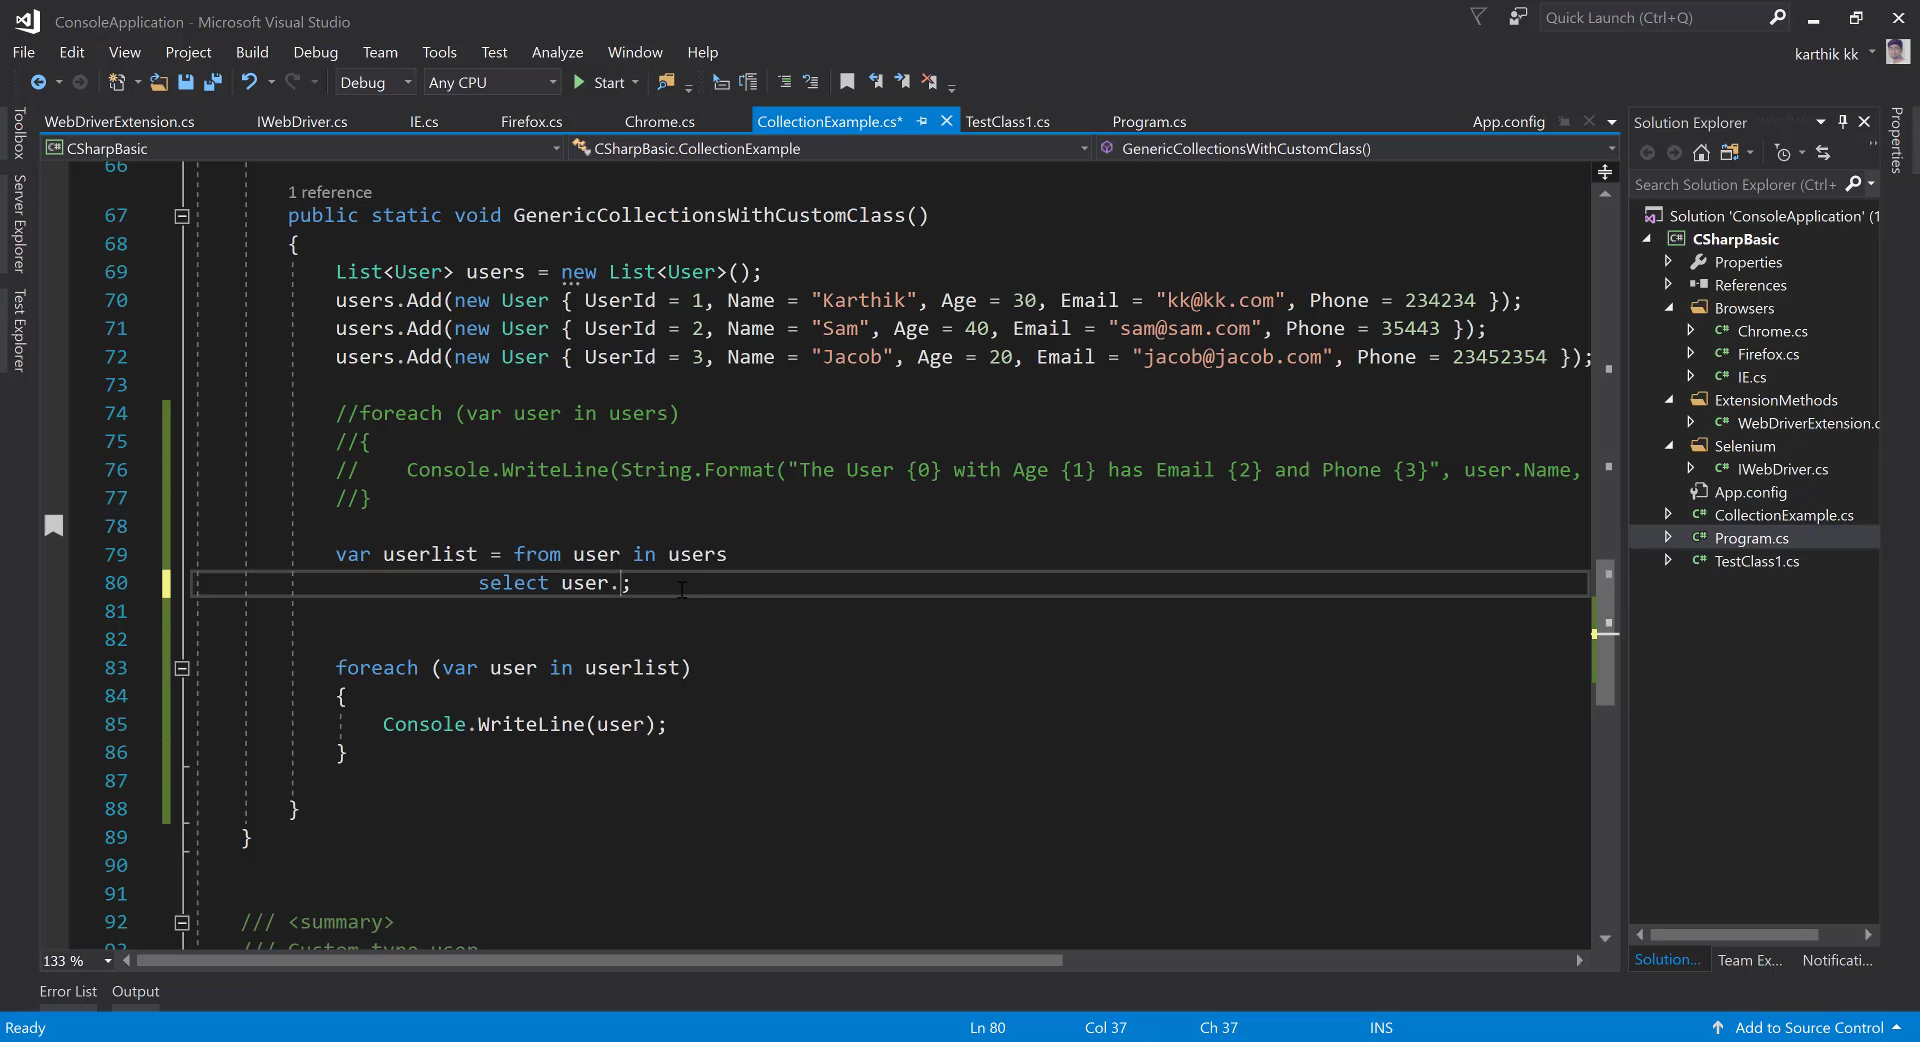 ConsoleApplication - Microsoft Visual Studio
Quick Launch (Ctrl+Q)
File Edit View Project Build Debug Team Tools Test Analyze Window Help
karthik kk
Debug Any CPU Start
WebDriverExtension.cs IWebDriver.cs IE.cs Firefox.cs Chrome.cs CollectionExample.cs* TestClass1.cs Program.cs App.config
CSharpBasic CSharpBasic.CollectionExample GenericCollectionsWithCustomClass()
Toolbox
Server Explorer
Test Explorer
66
1 reference
67 public static void GenericCollectionsWithCustomClass()
68 {
69 List<User> users = new List<User>();
70 users.Add(new User { UserId = 1, Name = "Karthik", Age = 30, Email = "kk@kk.com", Phone = 234234 });
71 users.Add(new User { UserId = 2, Name = "Sam", Age = 40, Email = "sam@sam.com", Phone = 35443 });
72 users.Add(new User { UserId = 3, Name = "Jacob", Age = 20, Email = "jacob@jacob.com", Phone = 23452354 });
73
74 //foreach (var user in users)
75 //{
76 // Console.WriteLine(String.Format("The User {0} with Age {1} has Email {2} and Phone {3}", user.Name,
77 //}
78
79 var userlist = from user in users
80 select user.;
81
82
83 foreach (var user in userlist)
84 {
85 Console.WriteLine(user);
86 }
87
88 }
89 }
90
91
92 /// <summary>
93 /// Custom type user
133 %
Error List Output
Ready Ln 80 Col 37 Ch 37 INS Add to Source Control
Solution Explorer
Search Solution Explorer (Ctrl+
Solution 'ConsoleApplication' (1
CSharpBasic
Properties
References
Browsers
Chrome.cs
Firefox.cs
IE.cs
ExtensionMethods
WebDriverExtension.c
Selenium
IWebDriver.cs
App.config
CollectionExample.cs
Program.cs
TestClass1.cs
Solution... Team Ex... Notificati...
Properties